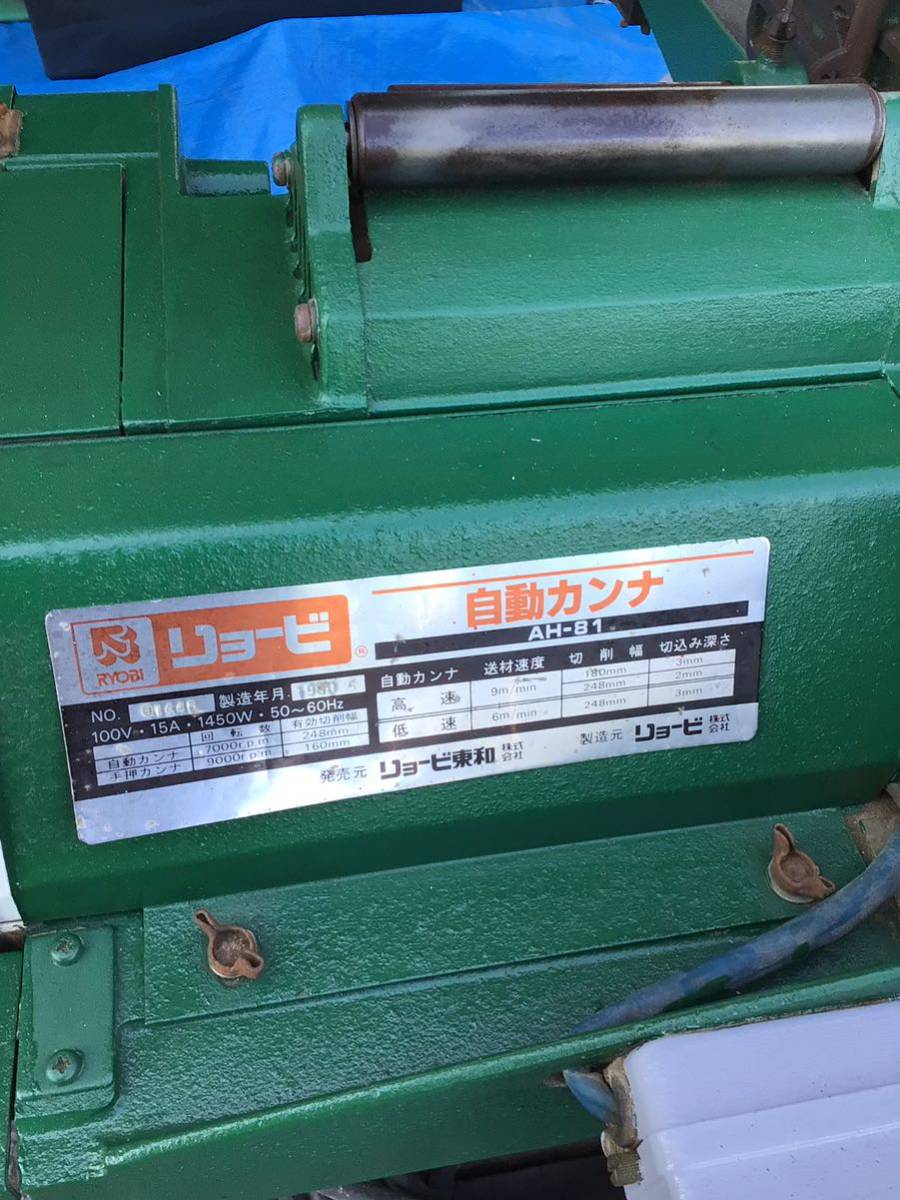 リョービ®
RYOBI
自動カンナ
AH-81
NO. 製造年月.
100V・15A・1450W・50~60Hz
回転数 有効切削幅
自動カンナ 7000r.p.m 248mm
手押カンナ 9000r.p.m 160mm
自動カンナ 送材速度 切削幅 切込み深さ
高速 9m/min 180mm 3mm
248mm 2mm
低速 6m/min 248mm 3mm
発売元 リョービ東和株式会社
製造元 リョービ株式会社